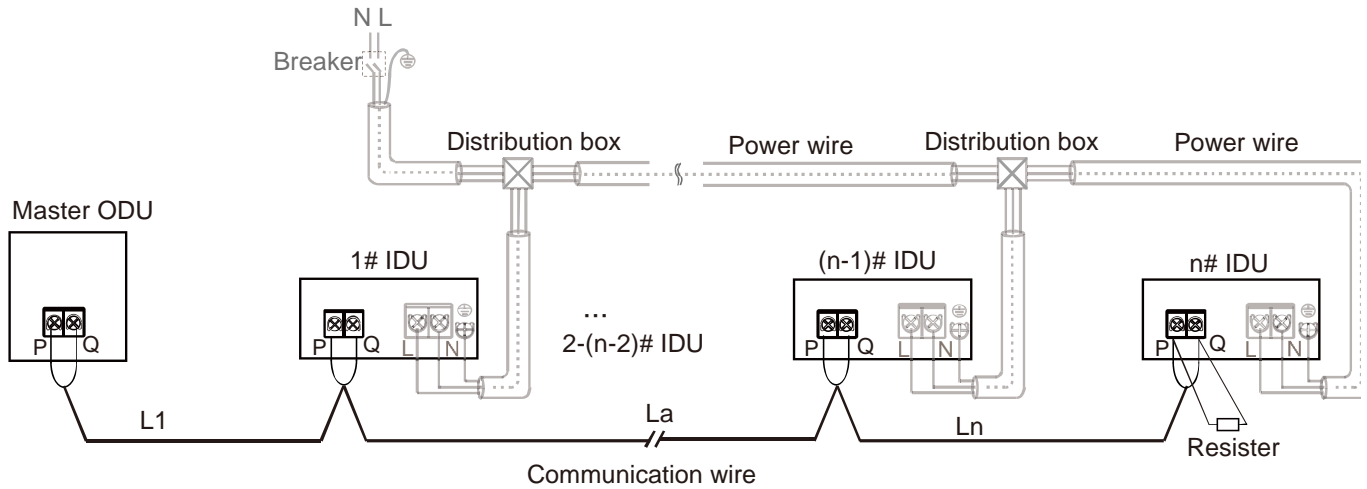 N L
Breaker
Distribution box
Power wire
Distribution box
Power wire
Master ODU
1# IDU
(n-1)# IDU
n# IDU
...
2-(n-2)# IDU
P Q
P Q L N
P Q L N
P Q L N
L1
La
Ln
Resister
Communication wire